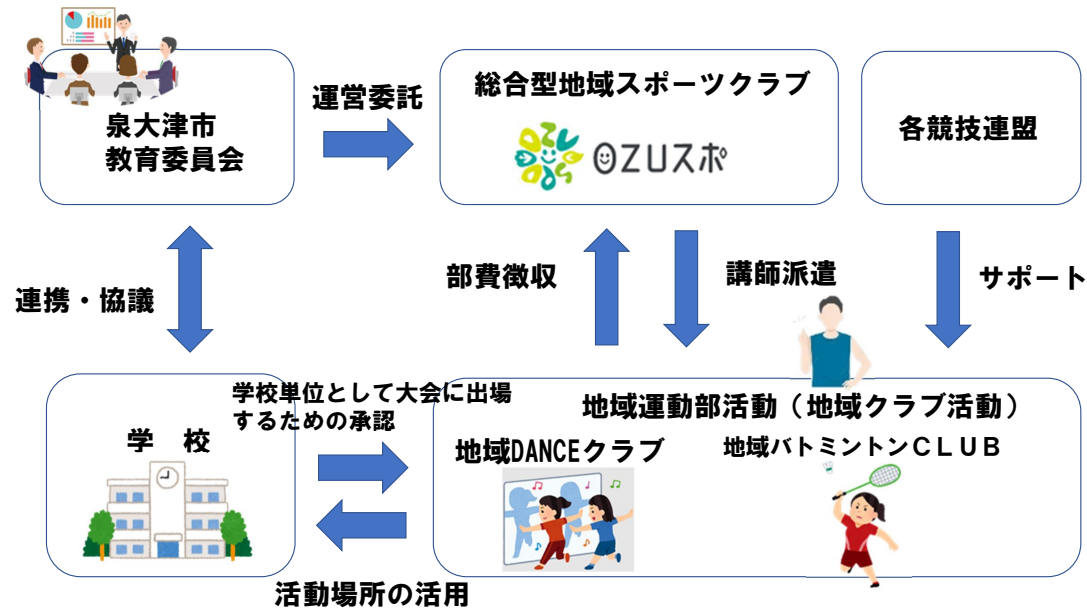 泉大津市
教育委員会
運営委託
総合型地域スポーツクラブ
OZUスポ
各競技連盟
連携・協議
部費徴収
講師派遣
サポート
学校単位として大会に出場
するための承認
学　校
地域運動部活動（地域クラブ活動）
地域DANCEクラブ
地域バトミントンＣＬＵＢ
活動場所の活用